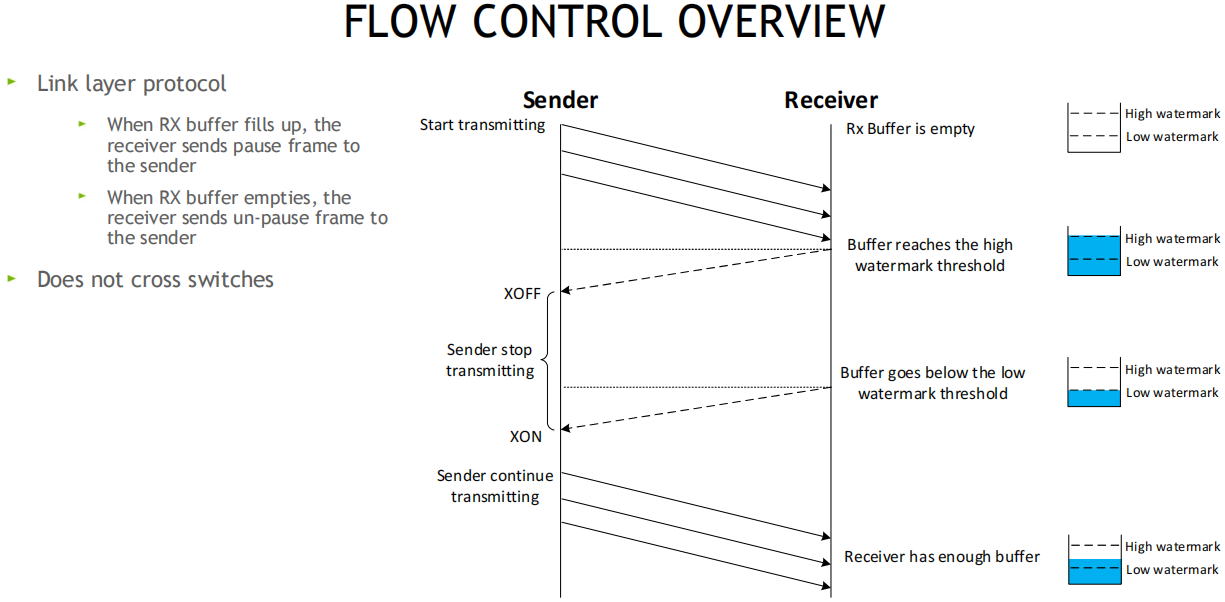 FLOW CONTROL OVERVIEW
Link layer protocol
When RX buffer fills up, the
receiver sends pause frame to
the sender
When RX buffer empties, the
receiver sends un-pause frame to
the sender
Does not cross switches
Sender
Receiver
Start transmitting
Rx Buffer is empty
High watermark
Low watermark
Buffer reaches the high
watermark threshold
High watermark
Low watermark
XOFF
Sender stop
transmitting
Buffer goes below the low
watermark threshold
High watermark
Low watermark
XON
Sender continue
transmitting
Receiver has enough buffer
High watermark
Low watermark